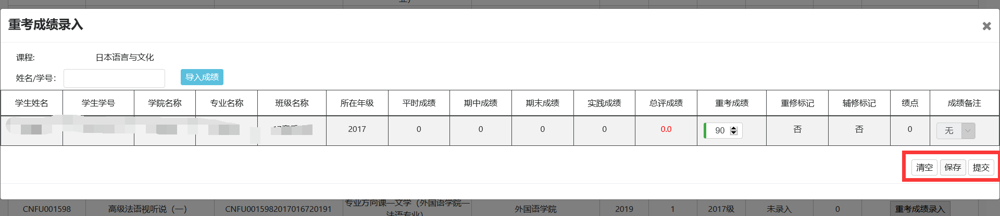 业）
重考成绩录入
✖
课程:
日本语言与文化
姓名/学号：
导入成绩
学生姓名 学生学号 学院名称 专业名称 班级名称 所在年级 平时成绩 期中成绩 期末成绩 实践成绩 总评成绩 重考成绩 重修标记 辅修标记 绩点 成绩备注
2017 0 0 0 0 0.0 90 否 否 0 无
清空 保存 提交
专业方向课—文学（外国语学院—
CNFU001598 高级法语视听说（一） CNFU0015982017016720191 外国语学院 2019 1 2017级 未录入 0 重考成绩录入
法语专业）